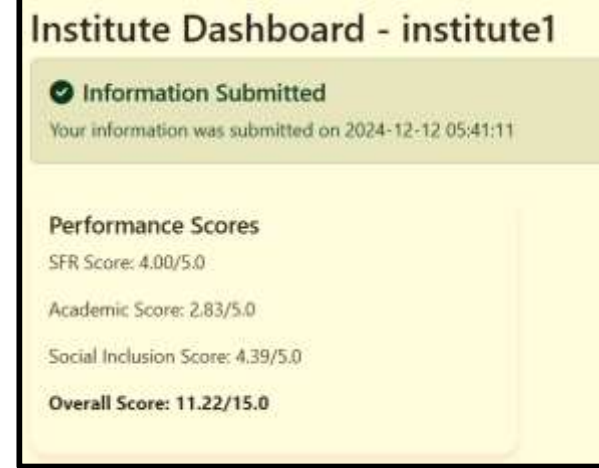 Institute Dashboard - institute1
Information Submitted
Your information was submitted on 2024-12-12 05:41:11
Performance Scores
SFR Score: 4.00/5.0
Academic Score: 2.83/5.0
Social Inclusion Score: 4.39/5.0
Overall Score: 11.22/15.0